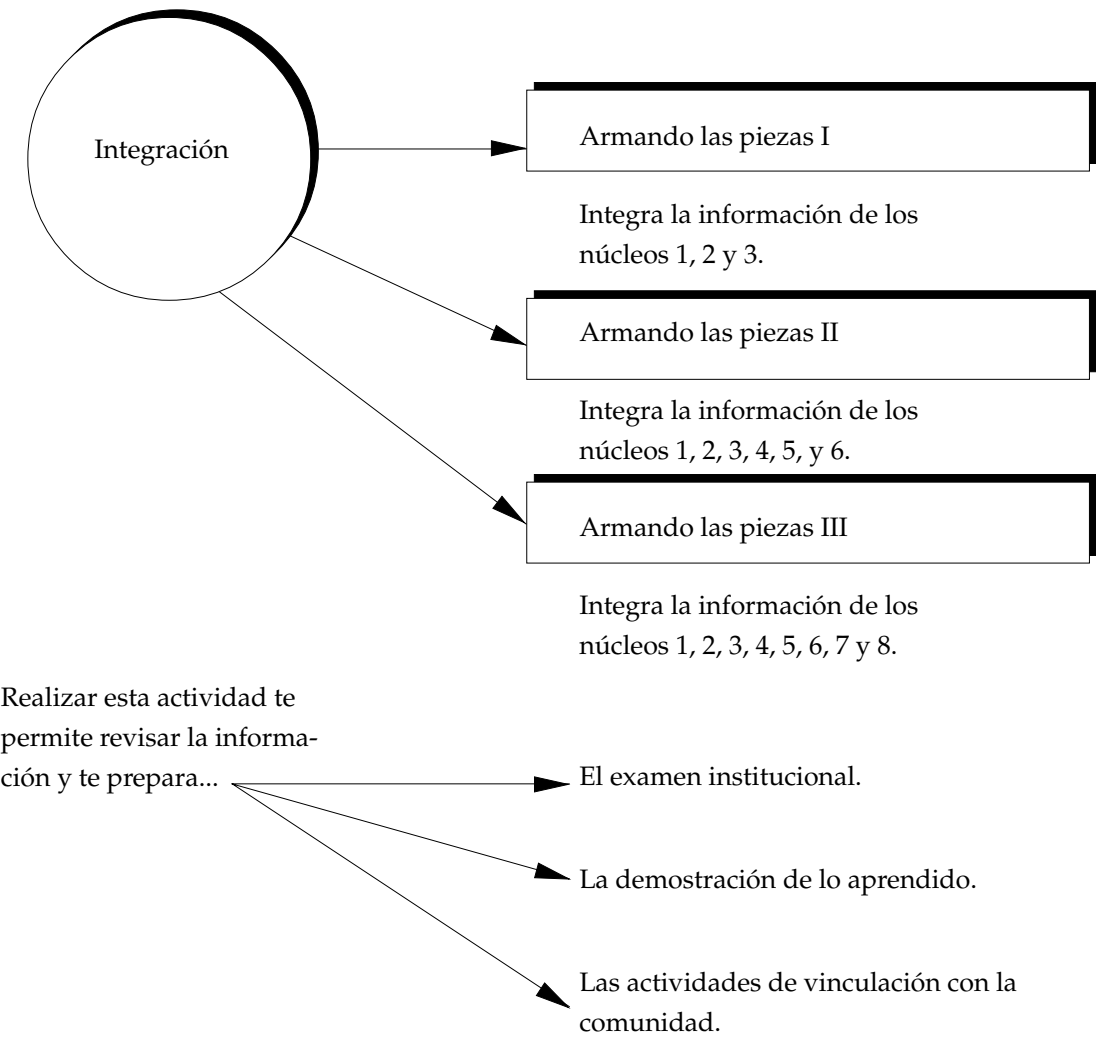 Integración
Armando las piezas I
Integra la información de los
núcleos 1, 2 y 3.
Armando las piezas II
Integra la información de los
núcleos 1, 2, 3, 4, 5, y 6.
Armando las piezas III
Integra la información de los
núcleos 1, 2, 3, 4, 5, 6, 7 y 8.
Realizar esta actividad te
permite revisar la informa-
ción y te prepara...
El examen institucional.
La demostración de lo aprendido.
Las actividades de vinculación con la
comunidad.